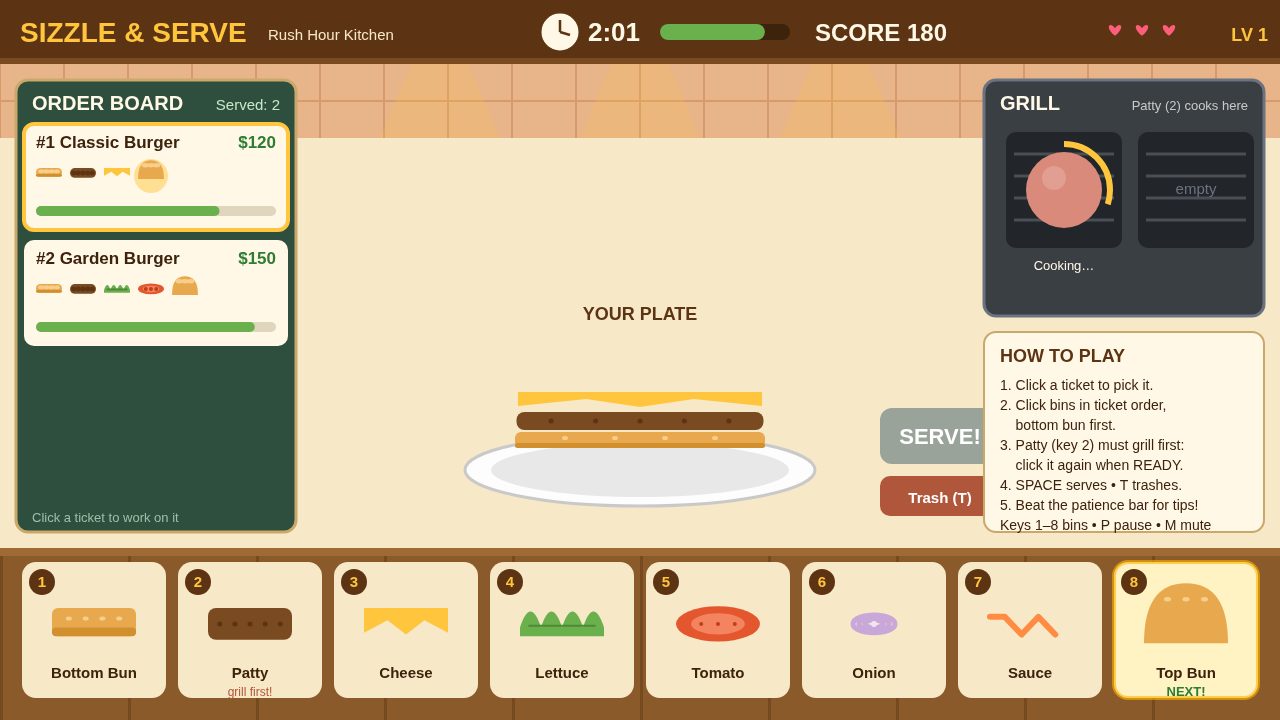 SIZZLE & SERVE Rush Hour Kitchen 2:01 SCORE 180 LV 1
ORDER BOARD Served: 2
#1 Classic Burger $120
#2 Garden Burger $150
Click a ticket to work on it
YOUR PLATE
SERVE!
Trash (T)
GRILL Patty (2) cooks here
empty
Cooking…
HOW TO PLAY
1. Click a ticket to pick it.
2. Click bins in ticket order,
bottom bun first.
3. Patty (key 2) must grill first:
click it again when READY.
4. SPACE serves • T trashes.
5. Beat the patience bar for tips!
Keys 1–8 bins • P pause • M mute
1 2 3 4 5 6 7 8
Bottom Bun Patty Cheese Lettuce Tomato Onion Sauce Top Bun
grill first! NEXT!